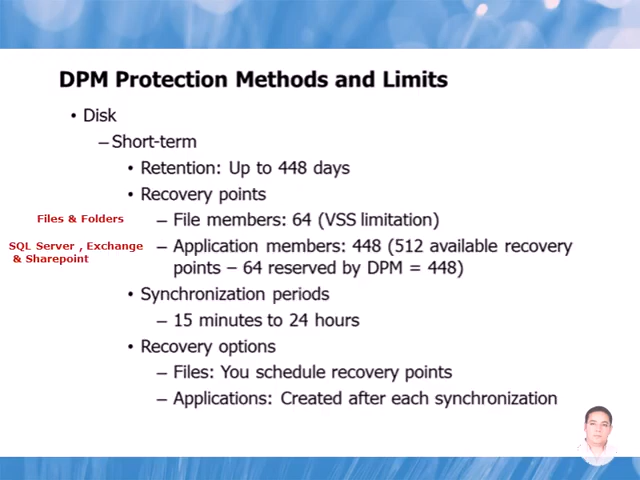 DPM Protection Methods and Limits
• Disk
– Short-term
• Retention: Up to 448 days
• Recovery points
Files & Folders
– File members: 64 (VSS limitation)
SQL Server , Exchange
& Sharepoint
– Application members: 448 (512 available recovery
points – 64 reserved by DPM = 448)
• Synchronization periods
– 15 minutes to 24 hours
• Recovery options
– Files: You schedule recovery points
– Applications: Created after each synchronization